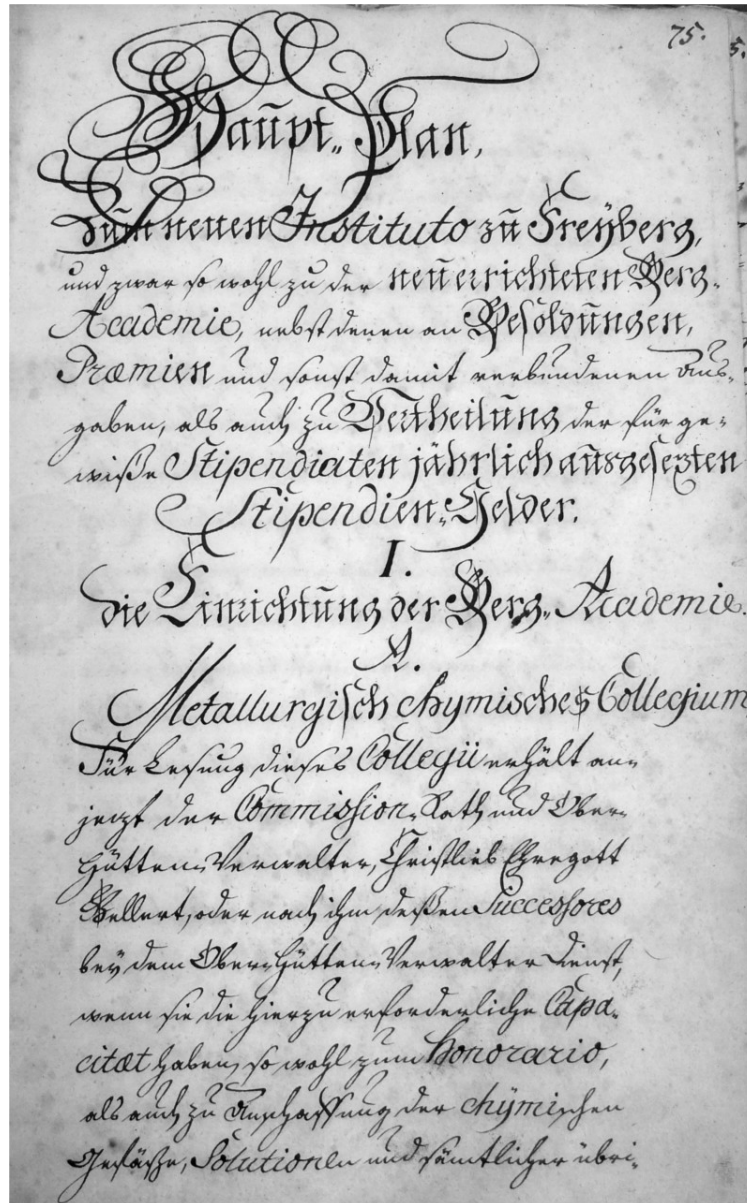 75.
Haupt-Plan,
Zum neuen Instituto zu Freyberg,
und zwar so wohl zu der neu errichteten Berg-
Academie, nebst denen an Besoldungen,
Præmien und sonst damit verbundenen Aus-
gaben, als auch zu Vertheilung der für ge-
wiße Stipendiaten jährlich ausgesezten
Stipendien-Gelder.
I.
Die Einrichtung der Berg-Academie.
A.
Metallurgisch chymisches Collegium
Für Lesung dieses Collegii erhält an-
jezt der Commission-Rath und Ober-
Hütten-Verwalter, Christlieb Ehregott
Gellert, oder nach ihm deßen Successores
bey dem Ober-Hütten-Verwalter Dienst,
wenn sie die hierzu erforderliche Capa-
citæt haben, so wohl zum Honorario,
als auch zu Anschaffung der chymischen
Gefäße, Solutionen und sämtlicher übri-